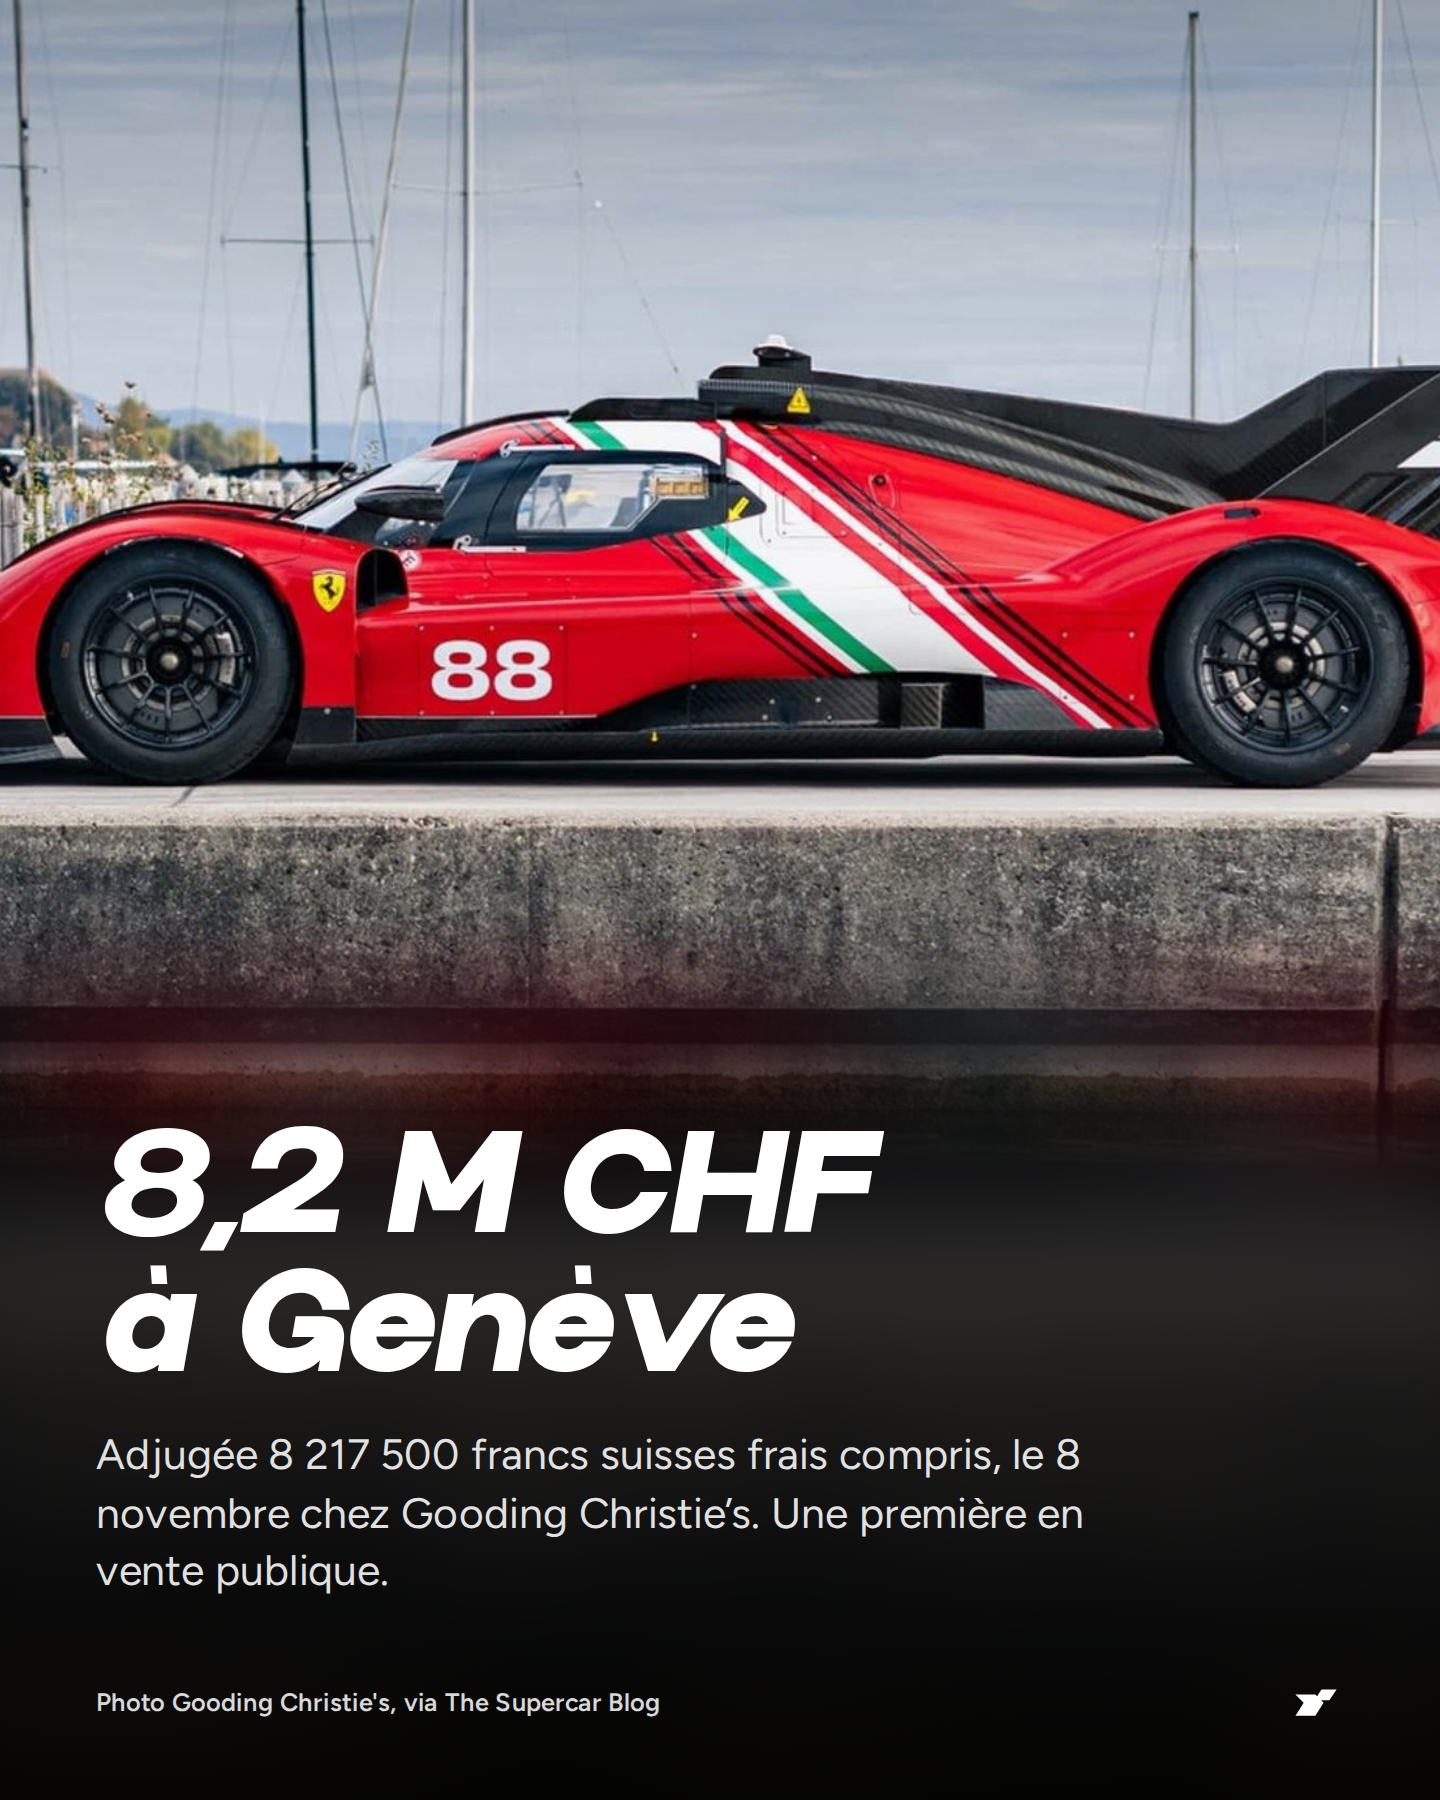 88
8,2 M CHF
à Genève
Adjugée 8 217 500 francs suisses frais compris, le 8
novembre chez Gooding Christie’s. Une première en
vente publique.
Photo Gooding Christie's, via The Supercar Blog